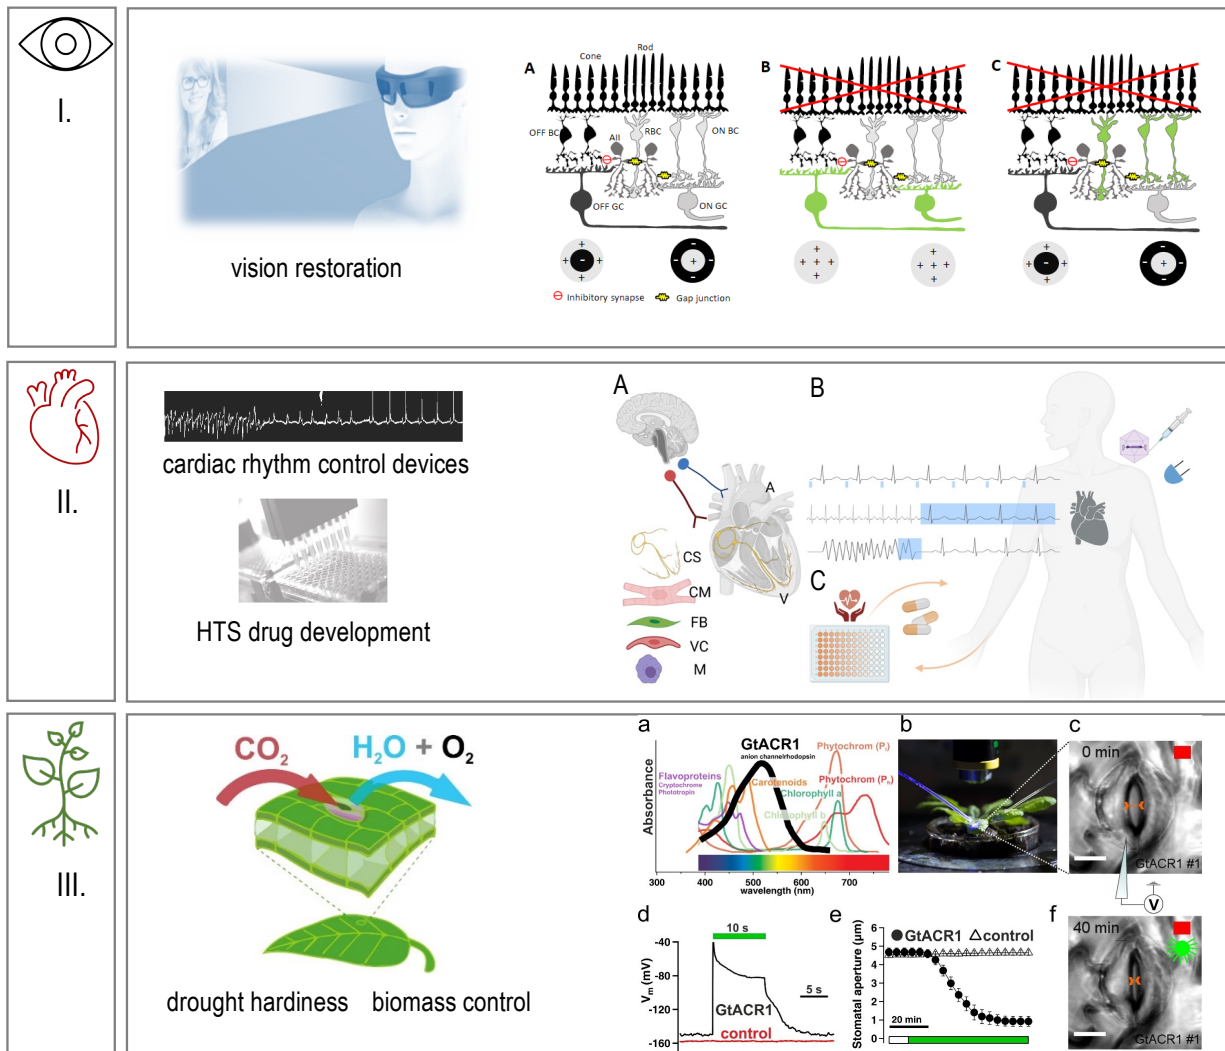 I.
vision restoration
A
Cone
Rod
OFF BC
AII
RBC
ON BC
OFF GC
ON GC
+
+ - +
+
-
- + -
-
B
+
+ + +
+
+
+ + +
+
C
+
+ - +
+
-
- + -
-
Inhibitory synapse
Gap junction
II.
cardiac rhythm control devices
HTS drug development
A
A
CS
V
CM
FB
VC
M
B
C
III.
CO2
H2O + O2
drought hardiness
biomass control
a
GtACR1
anion channelrhodopsin
Phytochrom (Pr)
Flavoproteins
Cryptochrome
Phototropin
Carotenoids
Phytochrom (Pfr)
Chlorophyll a
Chlorophyll b
Absorbance
300 400 500 600 700
wavelength (nm)
b
c
0 min
GtACR1 #1
V
d
10 s
-40
-80
-120
-160
Vm (mV)
5 s
GtACR1
control
e
GtACR1 control
6
5
4
3
2
1
0
Stomatal aperture (µm)
20 min
f
40 min
GtACR1 #1